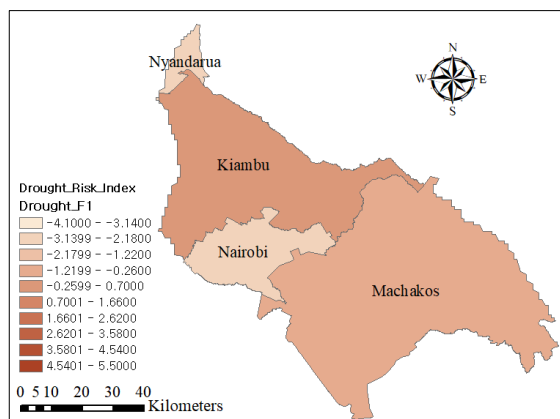 Nyandarua
N
W E
S
Kiambu
Drought_Risk_Index
Drought_F1
-4.1000 - -3.1400
-3.1399 - -2.1800
-2.1799 - -1.2200
-1.2199 - -0.2600
-0.2599 - 0.7000
0.7001 - 1.6600
1.6601 - 2.6200
2.6201 - 3.5800
3.5801 - 4.5400
4.5401 - 5.5000
Nairobi
Machakos
0 5 10 20 30 40
Kilometers